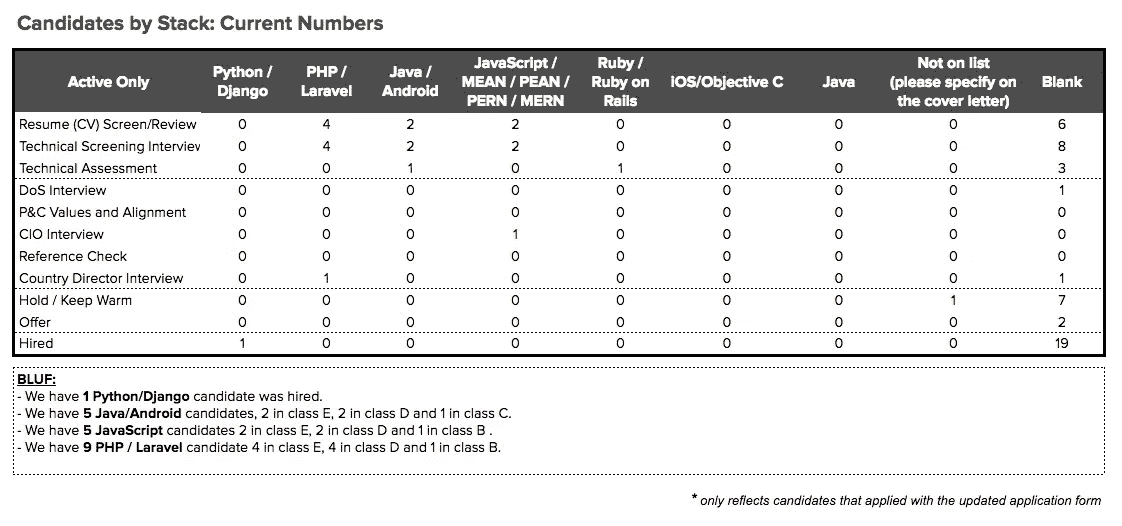 Candidates by Stack: Current Numbers
Active Only Python / Django PHP / Laravel Java / Android JavaScript / MEAN / PEAN / PERN / MERN Ruby / Ruby on Rails iOS/Objective C Java Not on list (please specify on the cover letter) Blank
Resume (CV) Screen/Review 0 4 2 2 0 0 0 0 6
Technical Screening Interview 0 4 2 2 0 0 0 0 8
Technical Assessment 0 0 1 0 1 0 0 0 3
DoS Interview 0 0 0 0 0 0 0 0 1
P&C Values and Alignment 0 0 0 0 0 0 0 0 0
CIO Interview 0 0 0 1 0 0 0 0 0
Reference Check 0 0 0 0 0 0 0 0 0
Country Director Interview 0 1 0 0 0 0 0 0 1
Hold / Keep Warm 0 0 0 0 0 0 0 1 7
Offer 0 0 0 0 0 0 0 0 2
Hired 1 0 0 0 0 0 0 0 19
BLUF:
- We have 1 Python/Django candidate was hired.
- We have 5 Java/Android candidates, 2 in class E, 2 in class D and 1 in class C.
- We have 5 JavaScript candidates 2 in class E, 2 in class D and 1 in class B .
- We have 9 PHP / Laravel candidate 4 in class E, 4 in class D and 1 in class B.
* only reflects candidates that applied with the updated application form